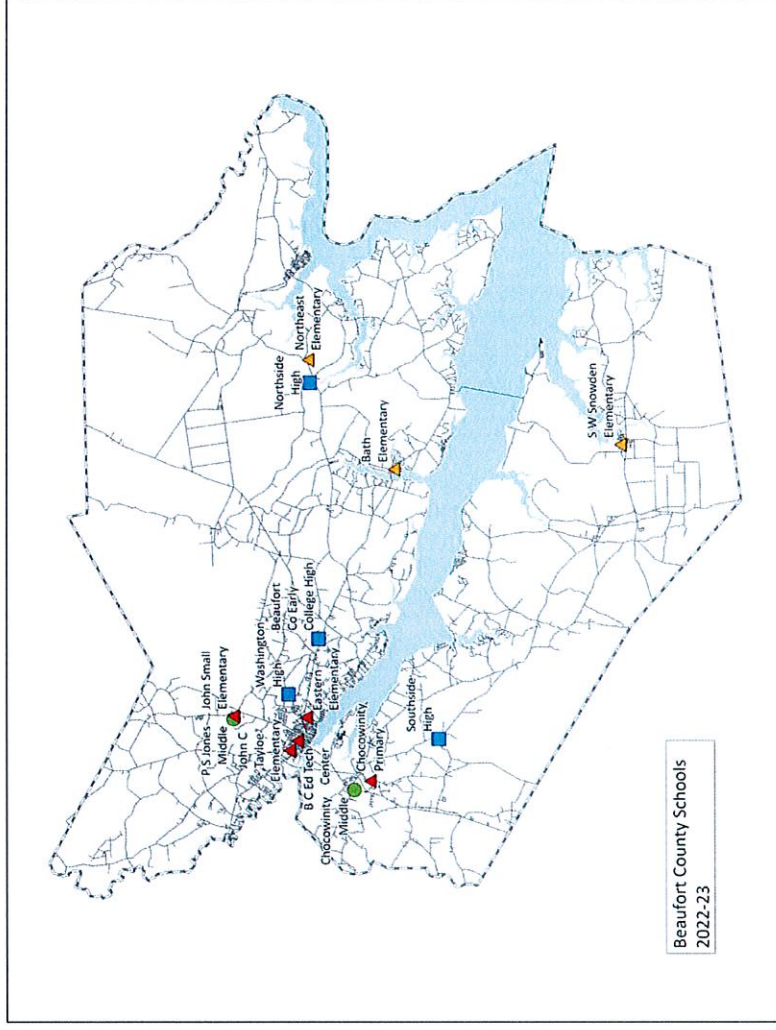 P S Jones
Middle
John Small
Elementary
John C
Tayloe
Elementary
Washington
High
Beaufort
Co Early
College High
B C Ed Tech
Center
Eastern
Elementary
Chocowinity
Middle
Chocowinity
Primary
Southside
High
Northside
High
Northeast
Elementary
Bath
Elementary
S W Snowden
Elementary
Beaufort County Schools
2022-23